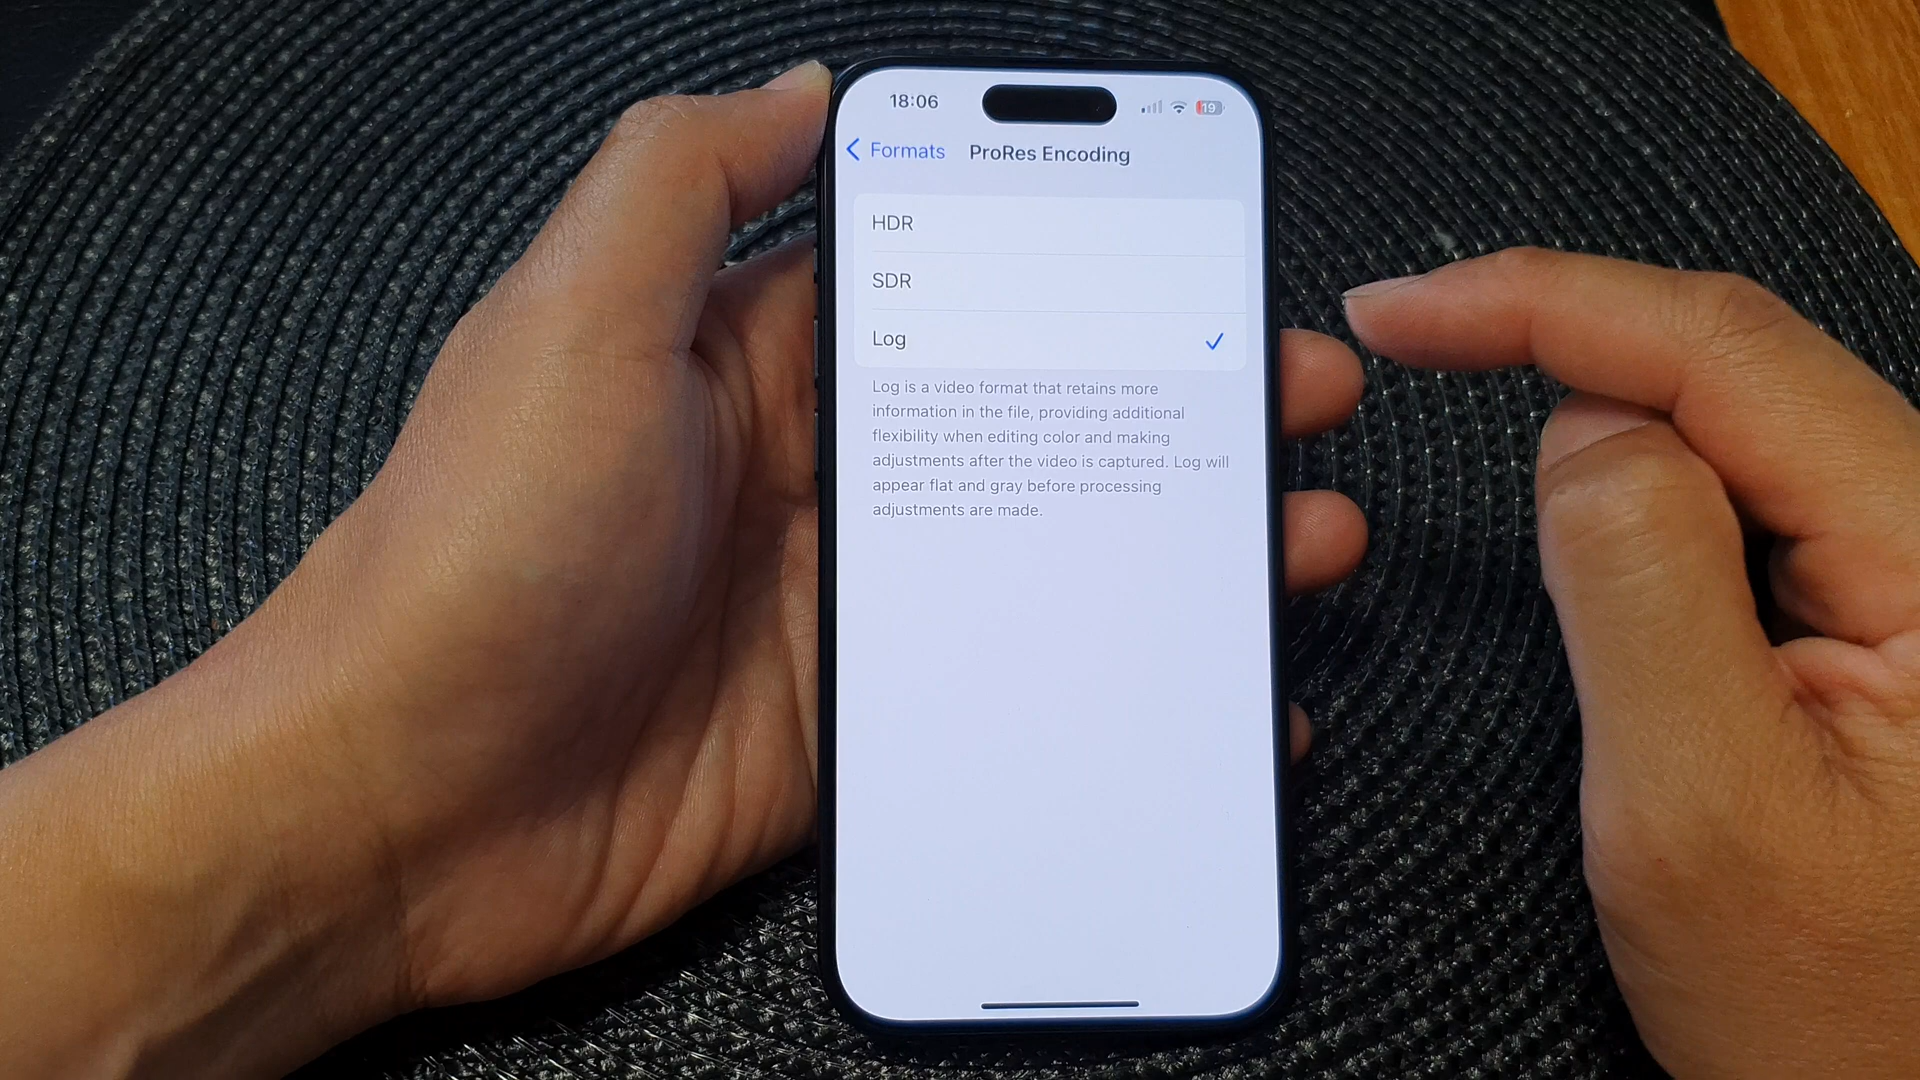 18:06
19
Formats ProRes Encoding
HDR
SDR
Log
Log is a video format that retains more
information in the file, providing additional
flexibility when editing color and making
adjustments after the video is captured. Log will
appear flat and gray before processing
adjustments are made.